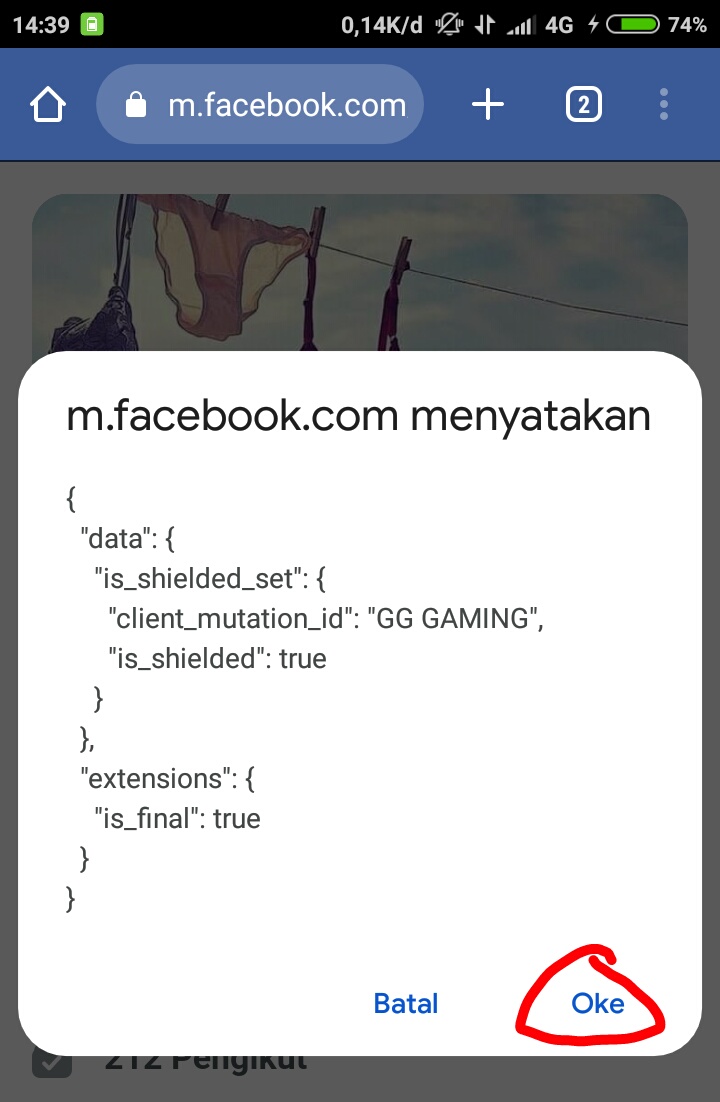 14:39
0,14K/d
4G
74%
m.facebook.com
2
m.facebook.com menyatakan
{
"data": {
"is_shielded_set": {
"client_mutation_id": "GG GAMING",
"is_shielded": true
}
},
"extensions": {
"is_final": true
}
}
Batal
Oke
212 Pengikut